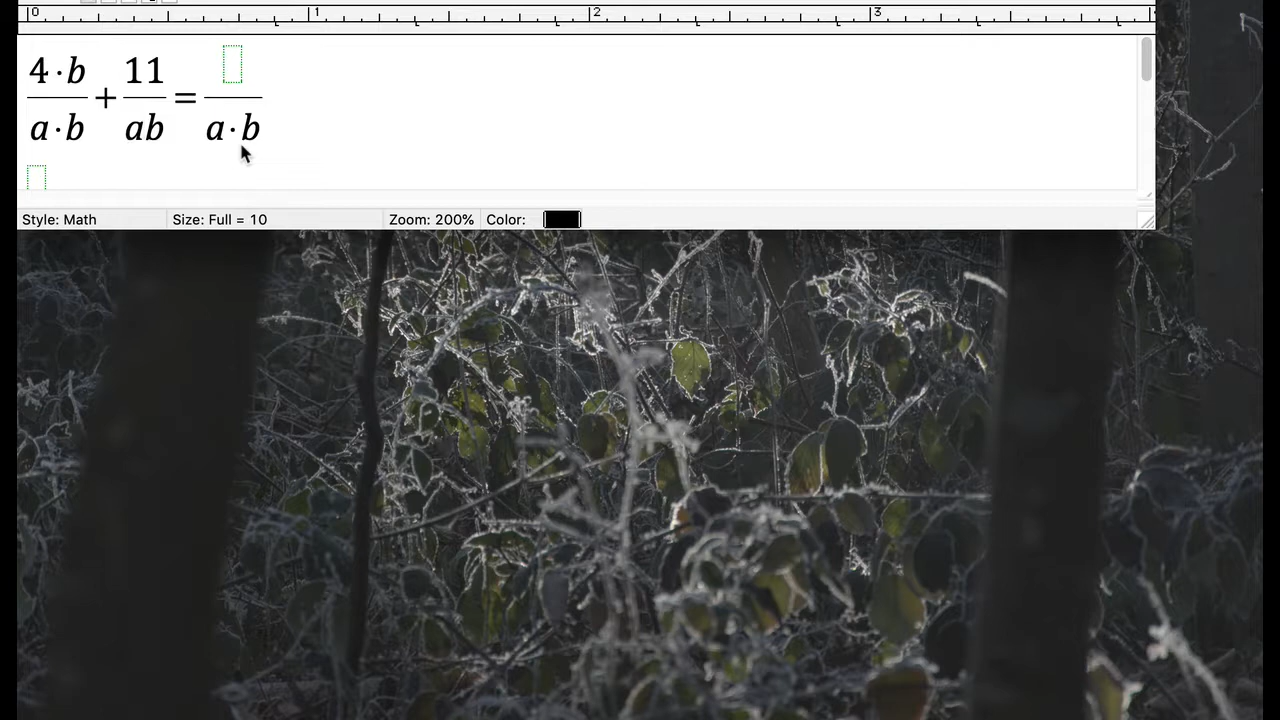 0 1 2 3
4·b/a·b + 11/ab = /a·b
Style: Math Size: Full = 10 Zoom: 200% Color: